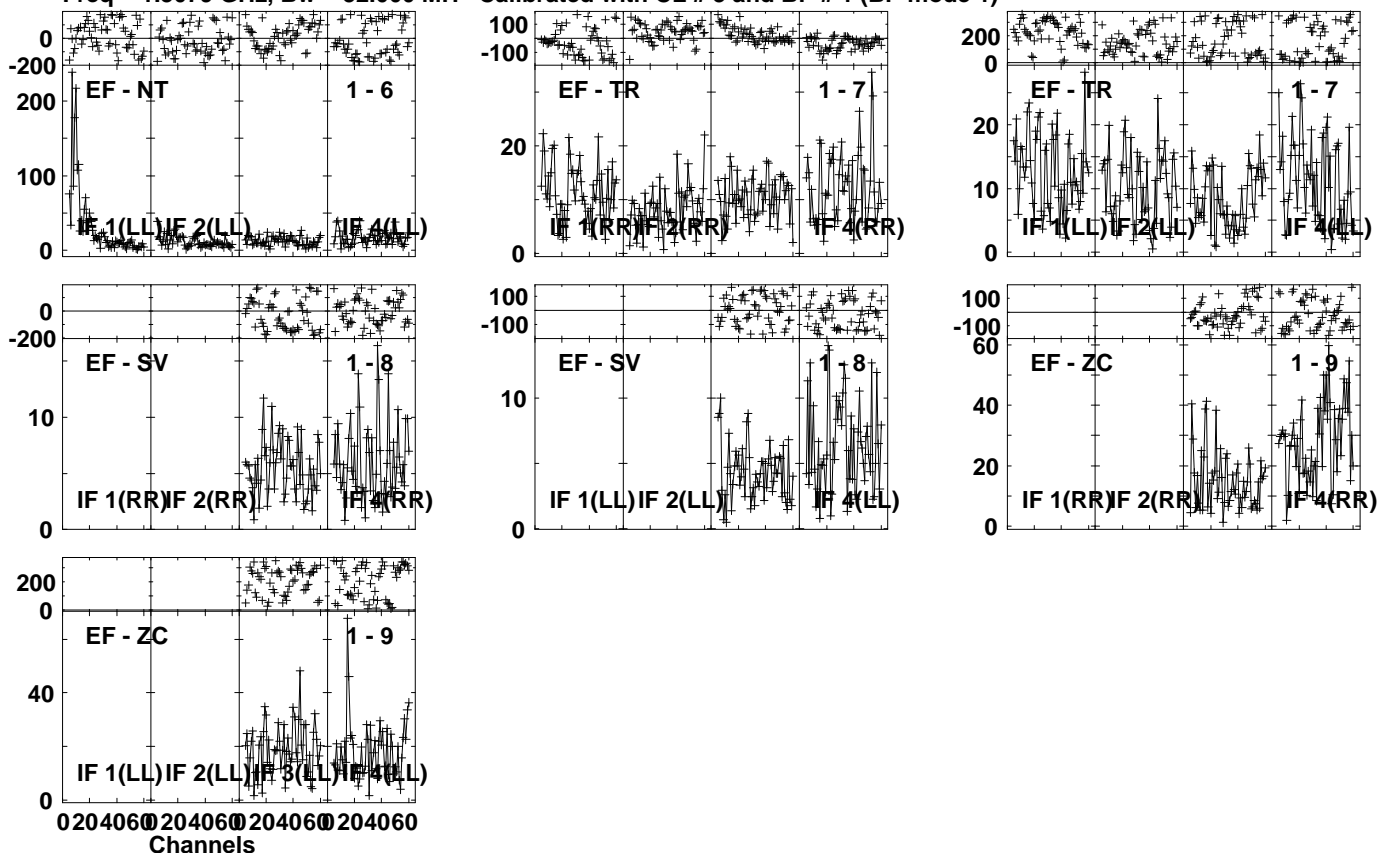 Calibrated with CL # 3 and BP # 1 (BP mode 1)
0
-200
100
-100
200
0
EF - NT 1 - 6
EF - TR 1 - 7
EF - TR 1 - 7
200
100
0
20
10
0
20
10
0
IF 1(LL) IF 2(LL) IF 4(LL)
IF 1(RR) IF 2(RR) IF 4(RR)
IF 1(LL) IF 2(LL) IF 4(LL)
0
-200
100
-100
100
-100
EF - SV 1 - 8
EF - SV 1 - 8
EF - ZC 1 - 9
10
0
10
0
60
40
20
0
IF 1(RR) IF 2(RR) IF 4(RR)
IF 1(LL) IF 2(LL) IF 4(LL)
IF 1(RR) IF 2(RR) IF 4(RR)
200
0
EF - ZC 1 - 9
40
20
0
IF 1(LL) IF 2(LL) IF 3(LL) IF 4(LL)
0 20 40 60 0 20 40 60 0 20 40 60 0 20 40 60
Channels